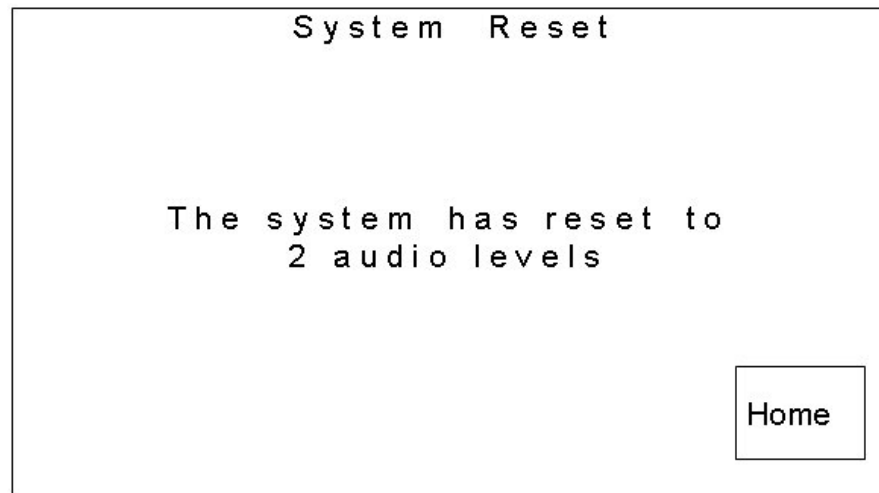 System Reset
The system has reset to
2 audio levels
Home